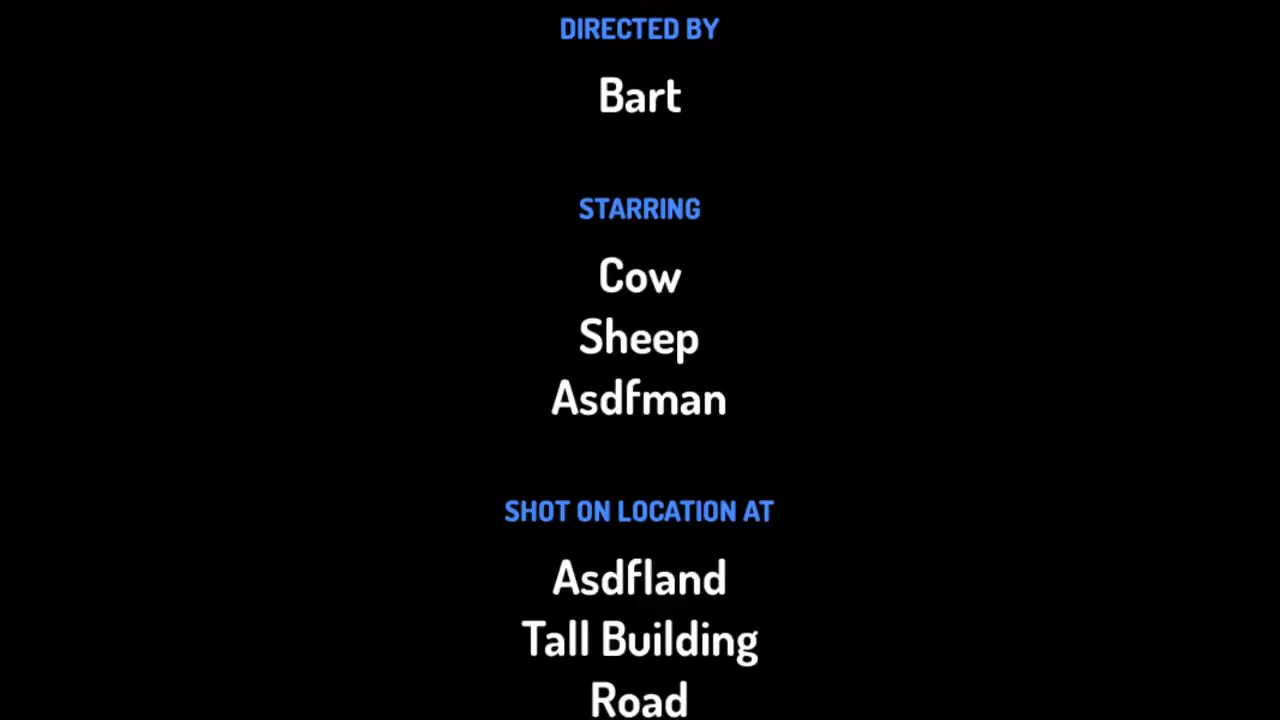 DIRECTED BY
Bart
STARRING
Cow
Sheep
Asdfman
SHOT ON LOCATION AT
Asdfland
Tall Building
Road